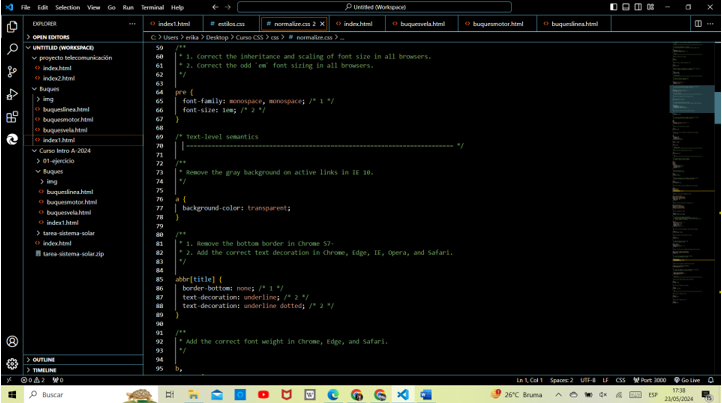 File Edit Selection View Go Run Terminal Help
Untitled (Workspace)
EXPLORER
OPEN EDITORS
UNTITLED (WORKSPACE)
proyecto telecomunicación
index.html
index2.html
Buques
img
buqueslinea.html
buquesmotor.html
buquesvela.html
index1.html
Curso Intro A-2024
01-ejercicio
Buques
img
buqueslinea.html
buquesmotor.html
buquesvela.html
index1.html
tarea-sistema-solar
index.html
tarea-sistema-solar.zip
OUTLINE
TIMELINE
index1.html estilos.css normalize.css 2 index.html buquesvela.html buquesmotor.html buqueslinea.html
C: > Users > erika > Desktop > Curso CSS > css > normalize.css > ...
59 /**
60 * 1. Correct the inheritance and scaling of font size in all browsers.
61 * 2. Correct the odd `em` font sizing in all browsers.
62 */
63
64 pre {
65 font-family: monospace, monospace; /* 1 */
66 font-size: 1em; /* 2 */
67 }
68
69 /* Text-level semantics
70 ========================================================================== */
71
72 /**
73 * Remove the gray background on active links in IE 10.
74 */
75
76 a {
77 background-color: transparent;
78 }
79
80 /**
81 * 1. Remove the bottom border in Chrome 57-
82 * 2. Add the correct text decoration in Chrome, Edge, IE, Opera, and Safari.
83 */
84
85 abbr[title] {
86 border-bottom: none; /* 1 */
87 text-decoration: underline; /* 2 */
88 text-decoration: underline dotted; /* 2 */
89 }
90
91 /**
92 * Add the correct font weight in Chrome, Edge, and Safari.
93 */
94
95 b,
0 2 0 Ln 1, Col 1 Spaces: 2 UTF-8 LF CSS Port: 3000 Go Live
Buscar 26°C Bruma ESP 17:38
23/05/2024